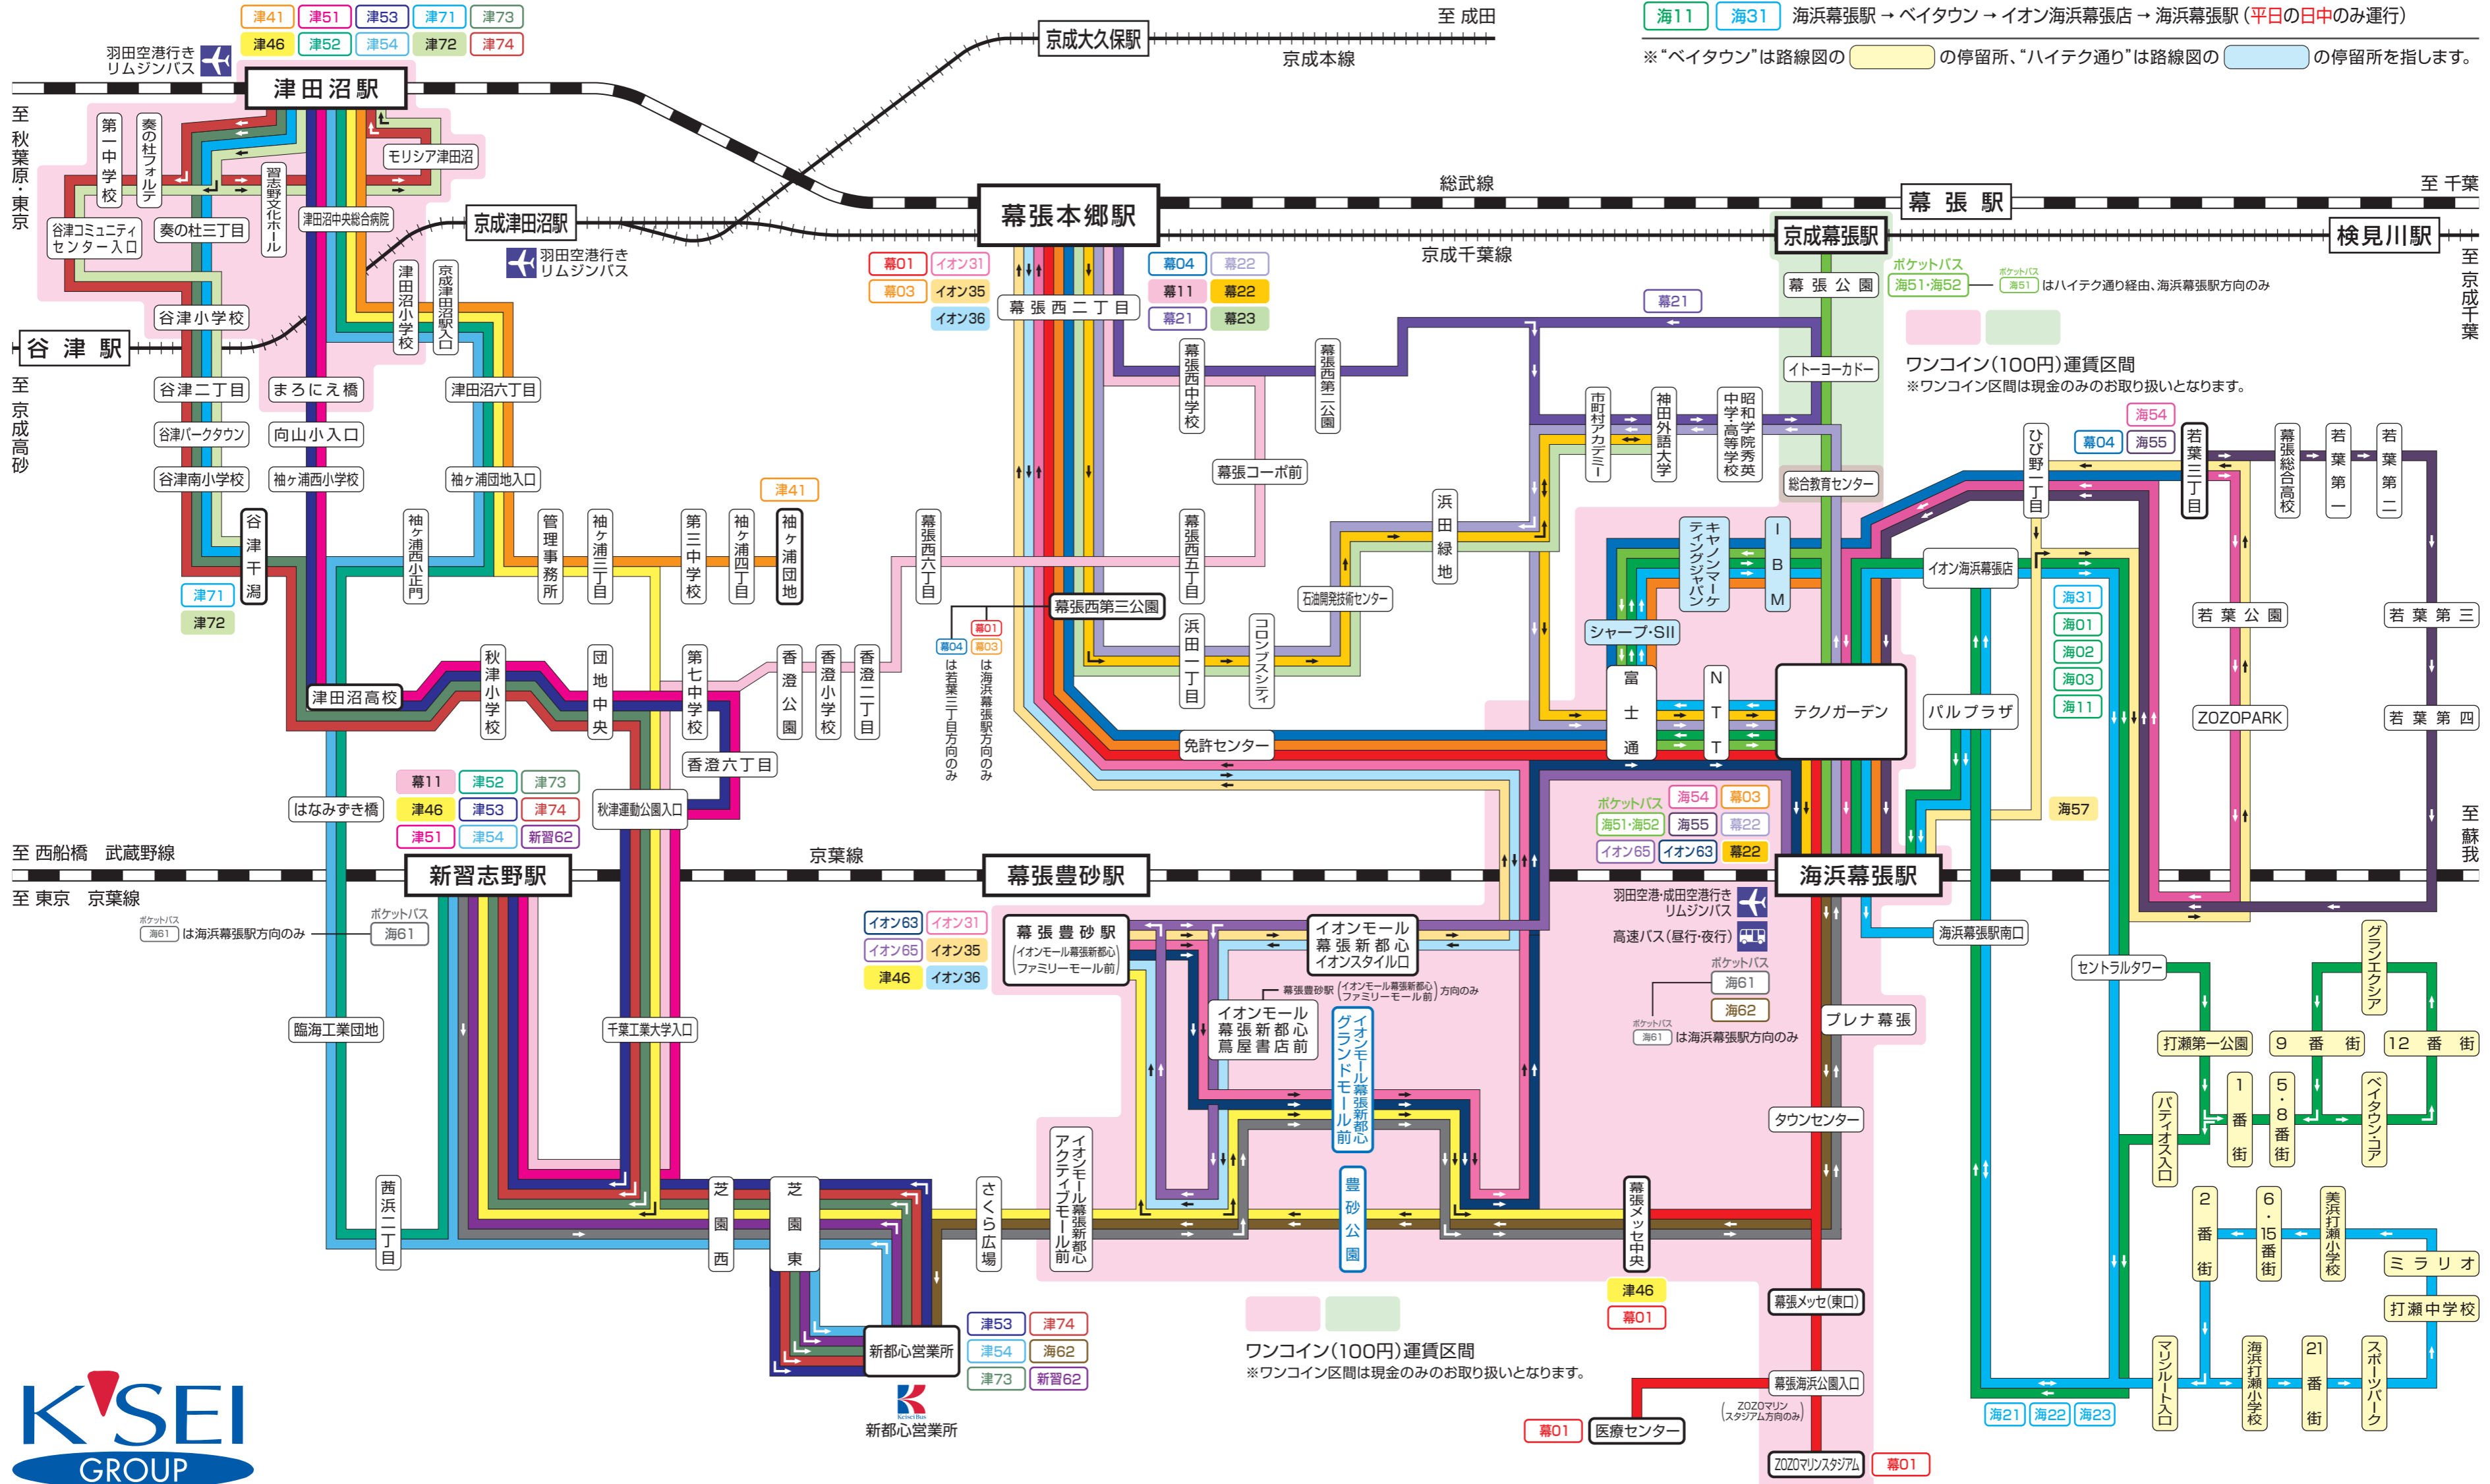 津41 津51 津53 津71 津73
津46 津52 津54 津72 津74
羽田空港行き
リムジンバス
津田沼駅
京成大久保駅
至 成田
京成本線
海11 海31 海浜幕張駅 → ベイタウン → イオン海浜幕張店 → 海浜幕張駅 (平日の日中のみ運行)
※“ベイタウン”は路線図の の停留所、“ハイテク通り”は路線図の の停留所を指します。
至 秋葉原・東京
第一中学校
奏の杜フォルテ
モリシア津田沼
習志野文化ホール
津田沼中央総合病院
谷津コミュニティ
センター入口
奏の杜三丁目
京成津田沼駅
羽田空港行き
リムジンバス
幕張本郷駅
総武線
幕張駅
至 千葉
京成千葉線
京成幕張駅
検見川駅
至 京成千葉
津田沼小学校
京成津田沼駅入口
谷津小学校
谷津駅
至 京成高砂
谷津二丁目
まろにえ橋
津田沼六丁目
谷津パークタウン
向山小入口
谷津南小学校
袖ヶ浦西小学校
袖ヶ浦団地入口
幕01 イオン31
幕03 イオン35
イオン36
幕張西二丁目
幕04 幕22
幕11 幕22
幕21 幕23
幕21
幕張公園
ポケットバス
海51・海52
ポケットバス
海51 はハイテク通り経由、海浜幕張駅方向のみ
ワンコイン(100円)運賃区間
※ワンコイン区間は現金のみのお取り扱いとなります。
イトーヨーカドー
幕張西中学校
幕張西第二公園
市町村アカデミー
神田外語大学
昭和学院秀英
中学・高等学校
総合教育センター
幕張コーポ前
海54
幕04 海55
ひび野一丁目
若葉三丁目
幕張総合高校
若葉第一
若葉第二
津41
谷津干潟
津71
津72
袖ヶ浦西小正門
管理事務所
袖ヶ浦三丁目
第三中学校
袖ヶ浦四丁目
袖ヶ浦団地
幕張西六丁目
幕張西五丁目
石油開発技術センター
浜田緑地
キヤノンマーケ
ティングジャパン
IBM
シャープ・SII
イオン海浜幕張店
海31
海01
海02
海03
海11
若葉公園
若葉第三
幕張西第三公園
幕04 は若葉三丁目方向のみ
幕01
幕03 は海浜幕張駅方向のみ
浜田一丁目
コロンブスシティ
津田沼高校
秋津小学校
団地中央
第七中学校
香澄公園
香澄小学校
香澄二丁目
香澄六丁目
免許センター
富士通
NTT
テクノガーデン
パルプラザ
ZOZOPARK
若葉第四
はなみずき橋
幕11 津52 津73
津46 津53 津74
津51 津54 新習62
秋津運動公園入口
ポケットバス 海54 幕03
海51・海52 海55 幕22
イオン65 イオン63 幕22
海57
至 蘇我
至 西船橋 武蔵野線
至 東京 京葉線
新習志野駅
京葉線
幕張豊砂駅
海浜幕張駅
ポケットバス
海61 は海浜幕張駅方向のみ
ポケットバス
海61
イオン63 イオン31
イオン65 イオン35
津46 イオン36
幕張豊砂駅
(イオンモール幕張新都心
ファミリーモール前)
イオンモール
幕張新都心
イオンスタイル口
羽田空港・成田空港行き
リムジンバス
高速バス(昼行・夜行)
ポケットバス
海61
海62
ポケットバス
海61 は海浜幕張駅方向のみ
幕張豊砂駅 (イオンモール幕張新都心
ファミリーモール前) 方向のみ
イオンモール
幕張新都心
蔦屋書店前
イオンモール幕張新都心
グランドモール前
海浜幕張駅南口
プレナ幕張
セントラルタワー
グランエクシア
打瀬第一公園
9番街
12番街
臨海工業団地
千葉工業大学入口
パティオス入口
1番街
5・8番街
ベイタウン・コア
タウンセンター
茜浜二丁目
芝園西
芝園東
さくら広場
イオンモール幕張新都心
アクティブモール前
豊砂公園
幕張メッセ中央
津46
幕01
2番街
6・15番街
美浜打瀬小学校
ミラリオ
打瀬中学校
幕張メッセ(東口)
新都心営業所
津53 津74
津54 海62
津73 新習62
Keisei Bus
新都心営業所
ワンコイン(100円)運賃区間
※ワンコイン区間は現金のみのお取り扱いとなります。
幕張海浜公園入口
(ZOZOマリン
スタジアム方向のみ)
幕01 医療センター
ZOZOマリンスタジアム 幕01
海21 海22 海23
マリンルート入口
海浜打瀬小学校
21番街
スポーツパーク
K'SEI
GROUP